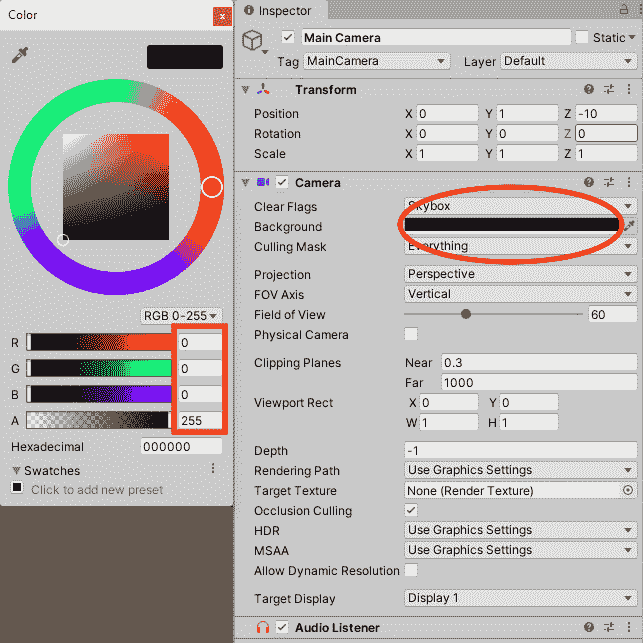 Color
x
RGB 0-255
R 0
G 0
B 0
A 255
Hexadecimal 000000
Swatches
Click to add new preset
Inspector
Main Camera Static
Tag MainCamera Layer Default
Transform
Position X 0 Y 1 Z -10
Rotation X 0 Y 0 Z 0
Scale X 1 Y 1 Z 1
Camera
Clear Flags Skybox
Background
Culling Mask Everything
Projection Perspective
FOV Axis Vertical
Field of View 60
Physical Camera
Clipping Planes Near 0.3
Far 1000
Viewport Rect X 0 Y 0
W 1 H 1
Depth -1
Rendering Path Use Graphics Settings
Target Texture None (Render Texture)
Occlusion Culling
HDR Use Graphics Settings
MSAA Use Graphics Settings
Allow Dynamic Resolution
Target Display Display 1
Audio Listener